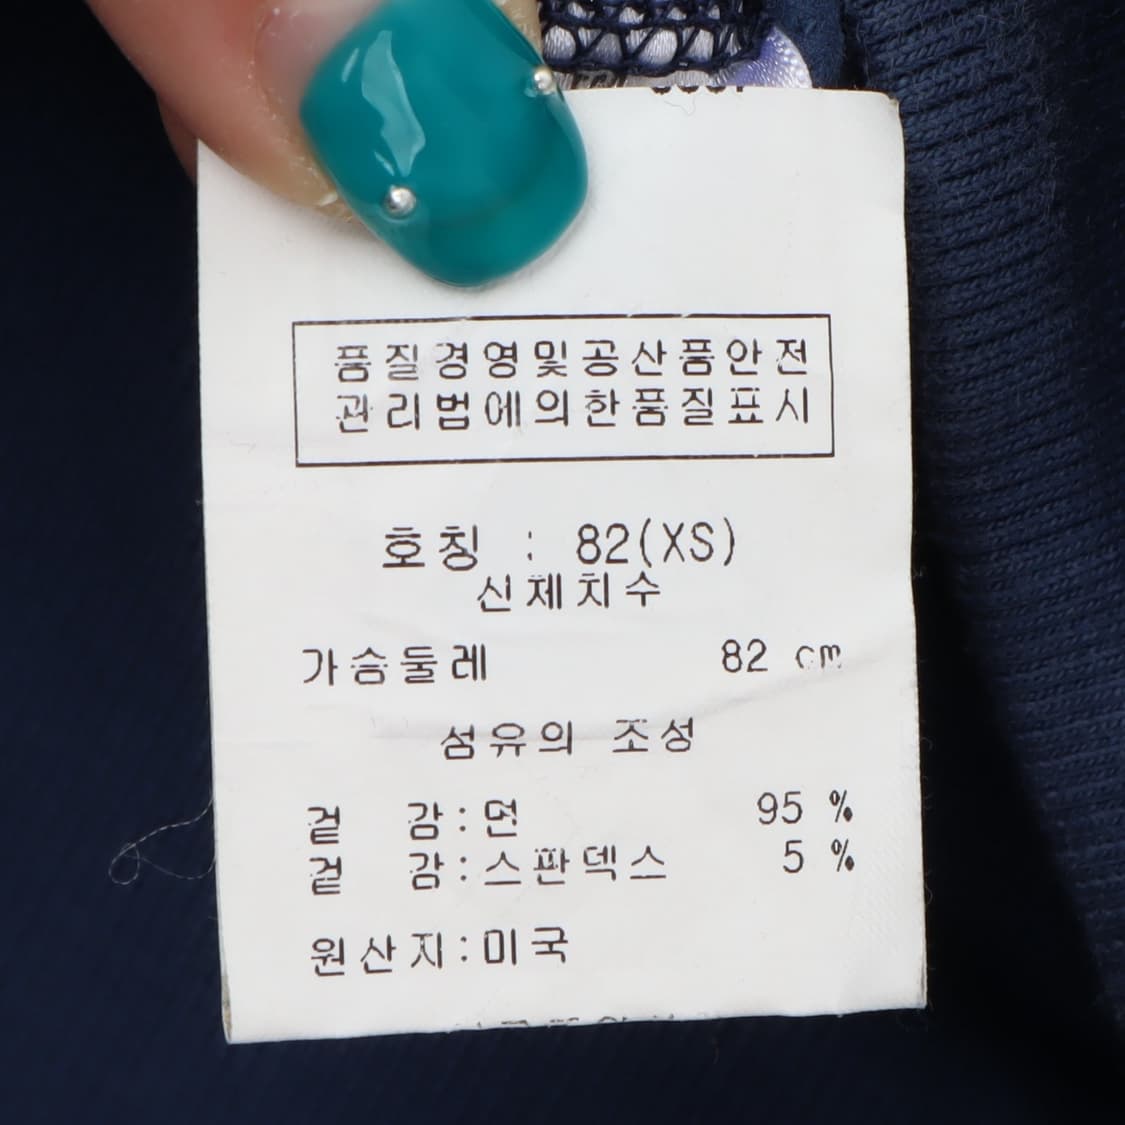 품질경영및공산품안전
관리법에의한품질표시
호칭 : 82(XS)
신체치수
가슴둘레 82 cm
섬유의 조성
겉 감:면 95 %
겉 감:스판덱스 5 %
원산지:미국